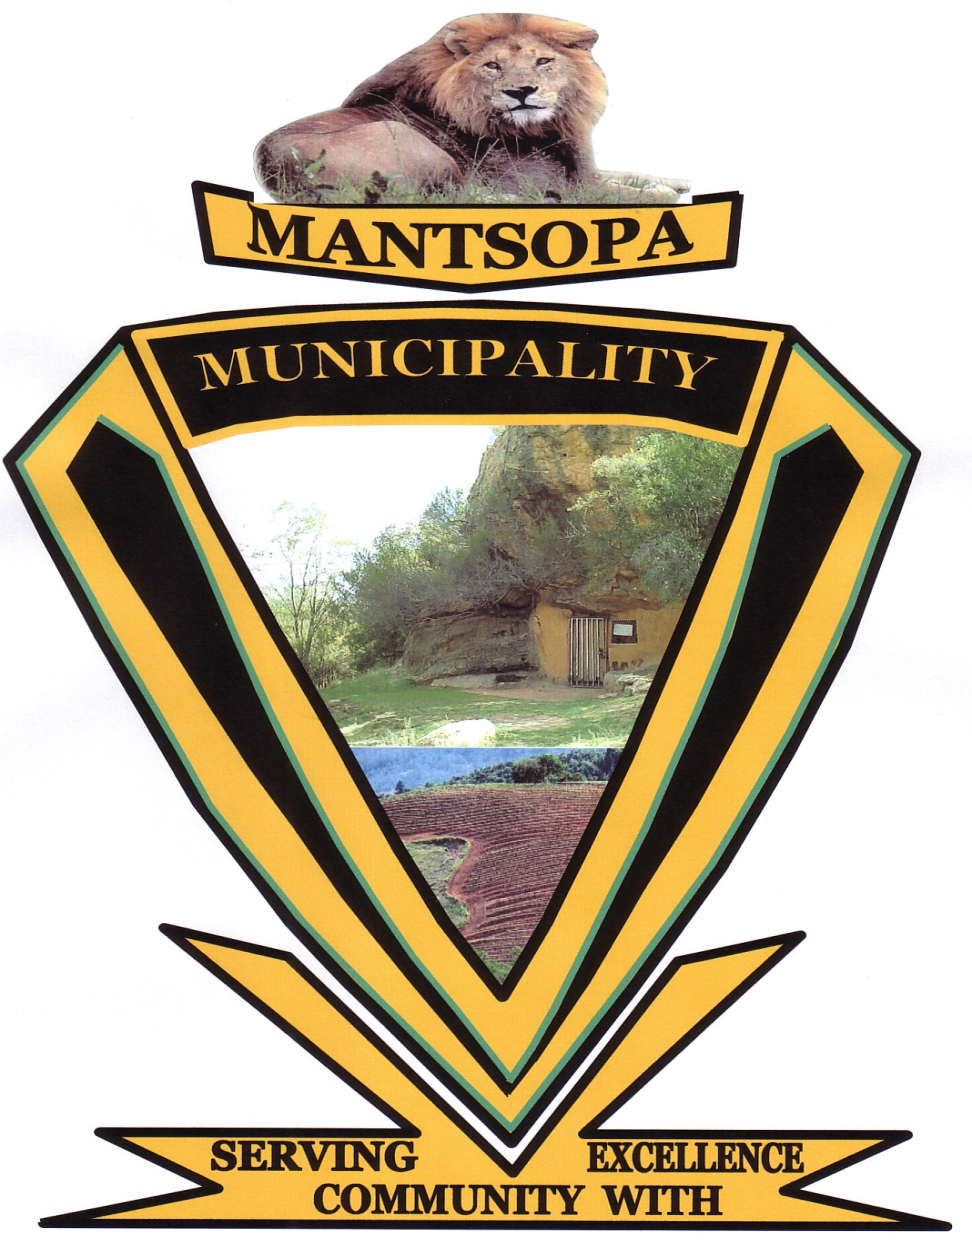 MANTSOPA
MUNICIPALITY
SERVING EXCELLENCE
COMMUNITY WITH